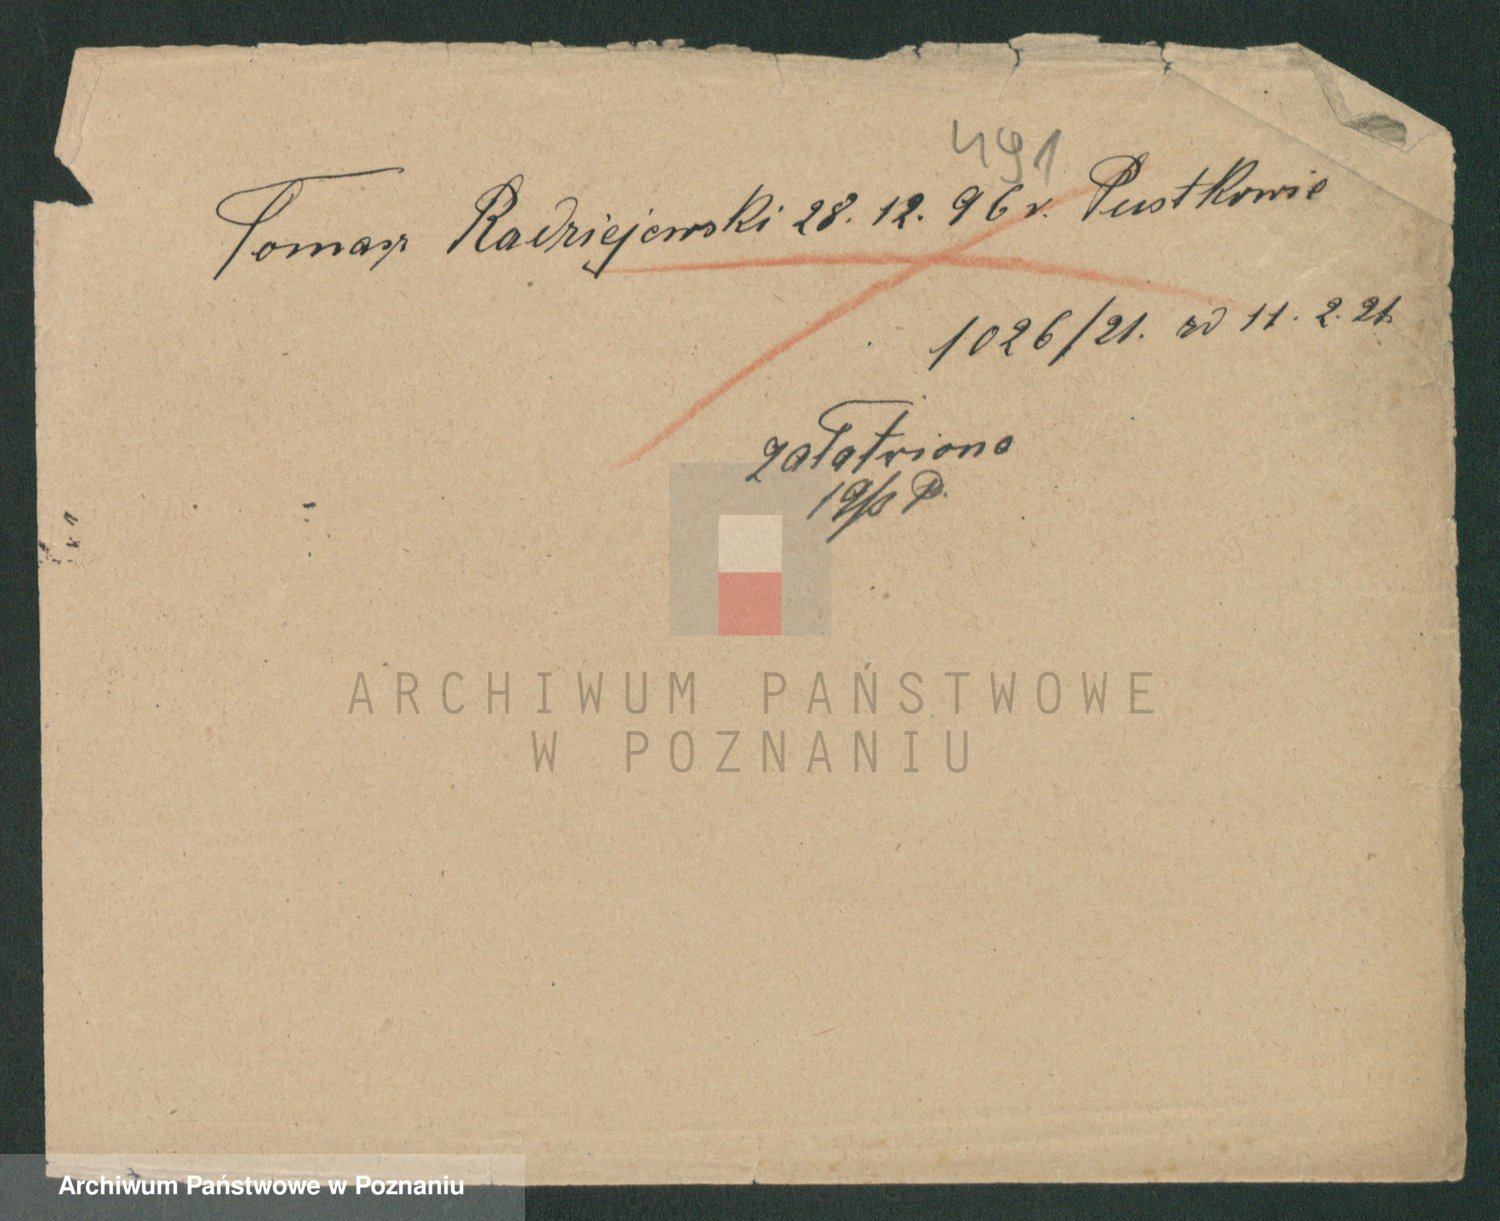 491
Tomasz Radziejewski 28. 12. 96 r. Pustkowie
1026/21. zd 11. 2. 21.
załatwiono
ARCHIWUM PAŃSTWOWE
W POZNANIU
Archiwum Państwowe w Poznaniu